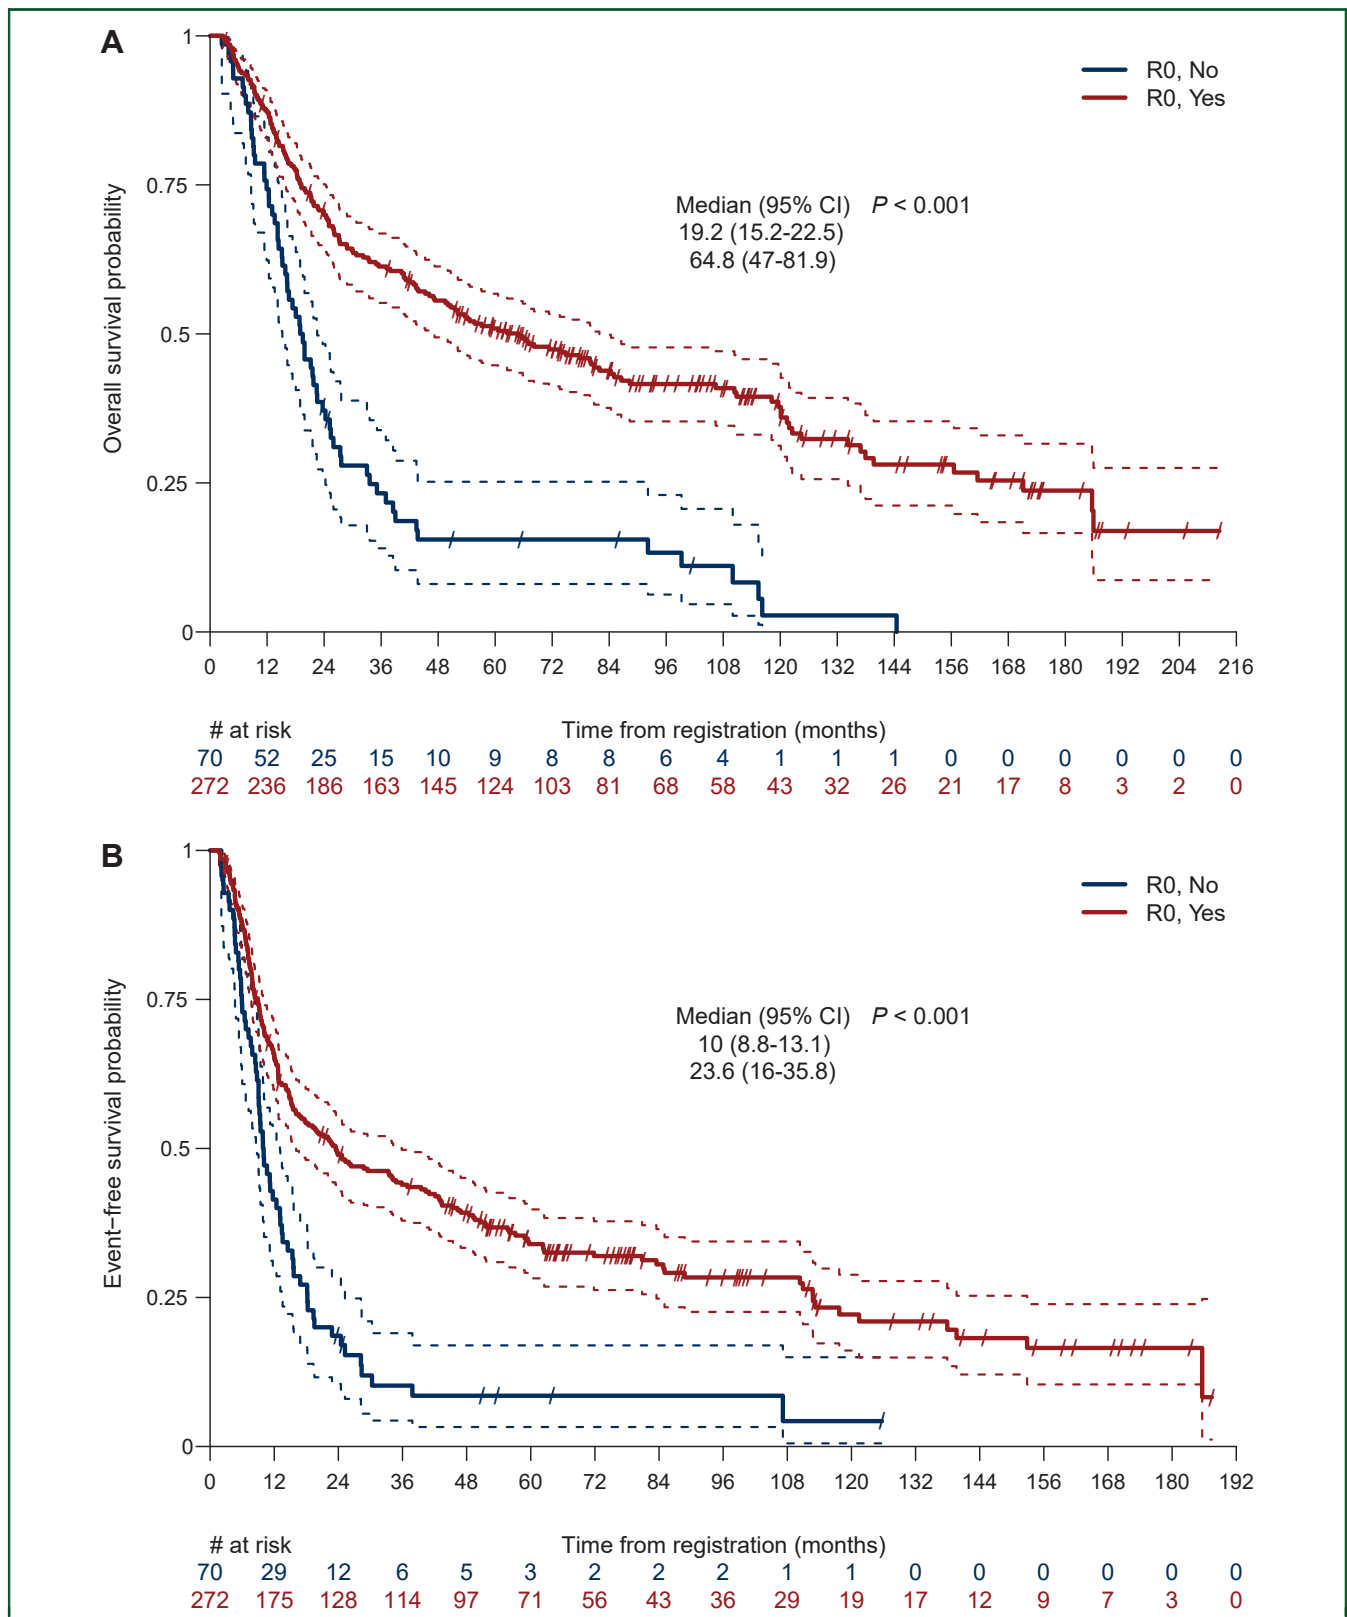 A
1
0.75
0.5
0.25
0
Overall survival probability
R0, No
R0, Yes
Median (95% CI) P < 0.001
19.2 (15.2-22.5)
64.8 (47-81.9)
0 12 24 36 48 60 72 84 96 108 120 132 144 156 168 180 192 204 216
# at risk Time from registration (months)
70 52 25 15 10 9 8 8 6 4 1 1 1 0 0 0 0 0 0
272 236 186 163 145 124 103 81 68 58 43 32 26 21 17 8 3 2 0
B
1
0.75
0.5
0.25
0
Event−free survival probability
R0, No
R0, Yes
Median (95% CI) P < 0.001
10 (8.8-13.1)
23.6 (16-35.8)
0 12 24 36 48 60 72 84 96 108 120 132 144 156 168 180 192
# at risk Time from registration (months)
70 29 12 6 5 3 2 2 2 1 1 0 0 0 0 0 0
272 175 128 114 97 71 56 43 36 29 19 17 12 9 7 3 0